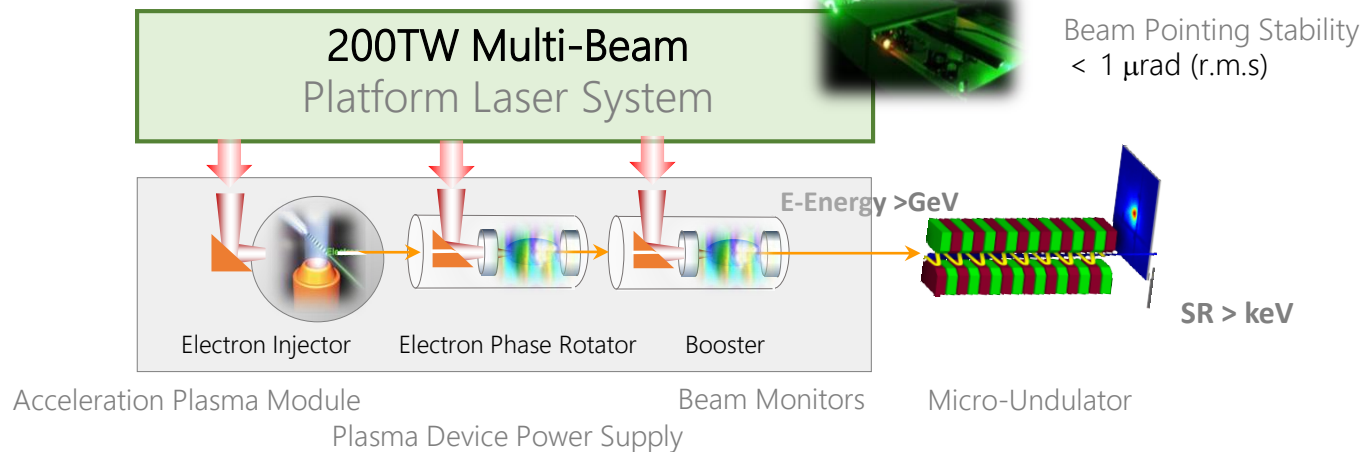 200TW Multi-Beam
Platform Laser System
Beam Pointing Stability
< 1 μrad (r.m.s)
E-Energy >GeV
SR > keV
Electron Injector
Electron Phase Rotator
Booster
Acceleration Plasma Module
Beam Monitors
Micro-Undulator
Plasma Device Power Supply